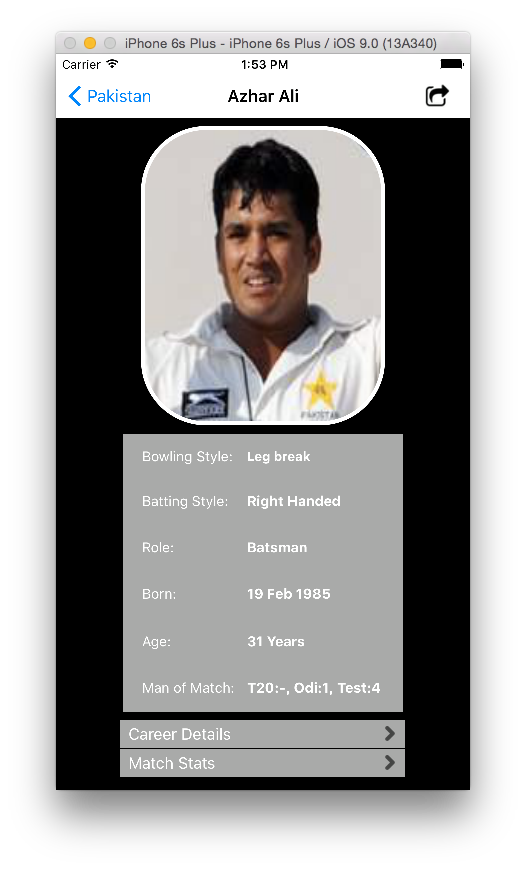 iPhone 6s Plus - iPhone 6s Plus / iOS 9.0 (13A340)
Carrier 1:53 PM
Pakistan Azhar Ali
PAKISTAN
Bowling Style: Leg break
Batting Style: Right Handed
Role: Batsman
Born: 19 Feb 1985
Age: 31 Years
Man of Match: T20:-, Odi:1, Test:4
Career Details
Match Stats